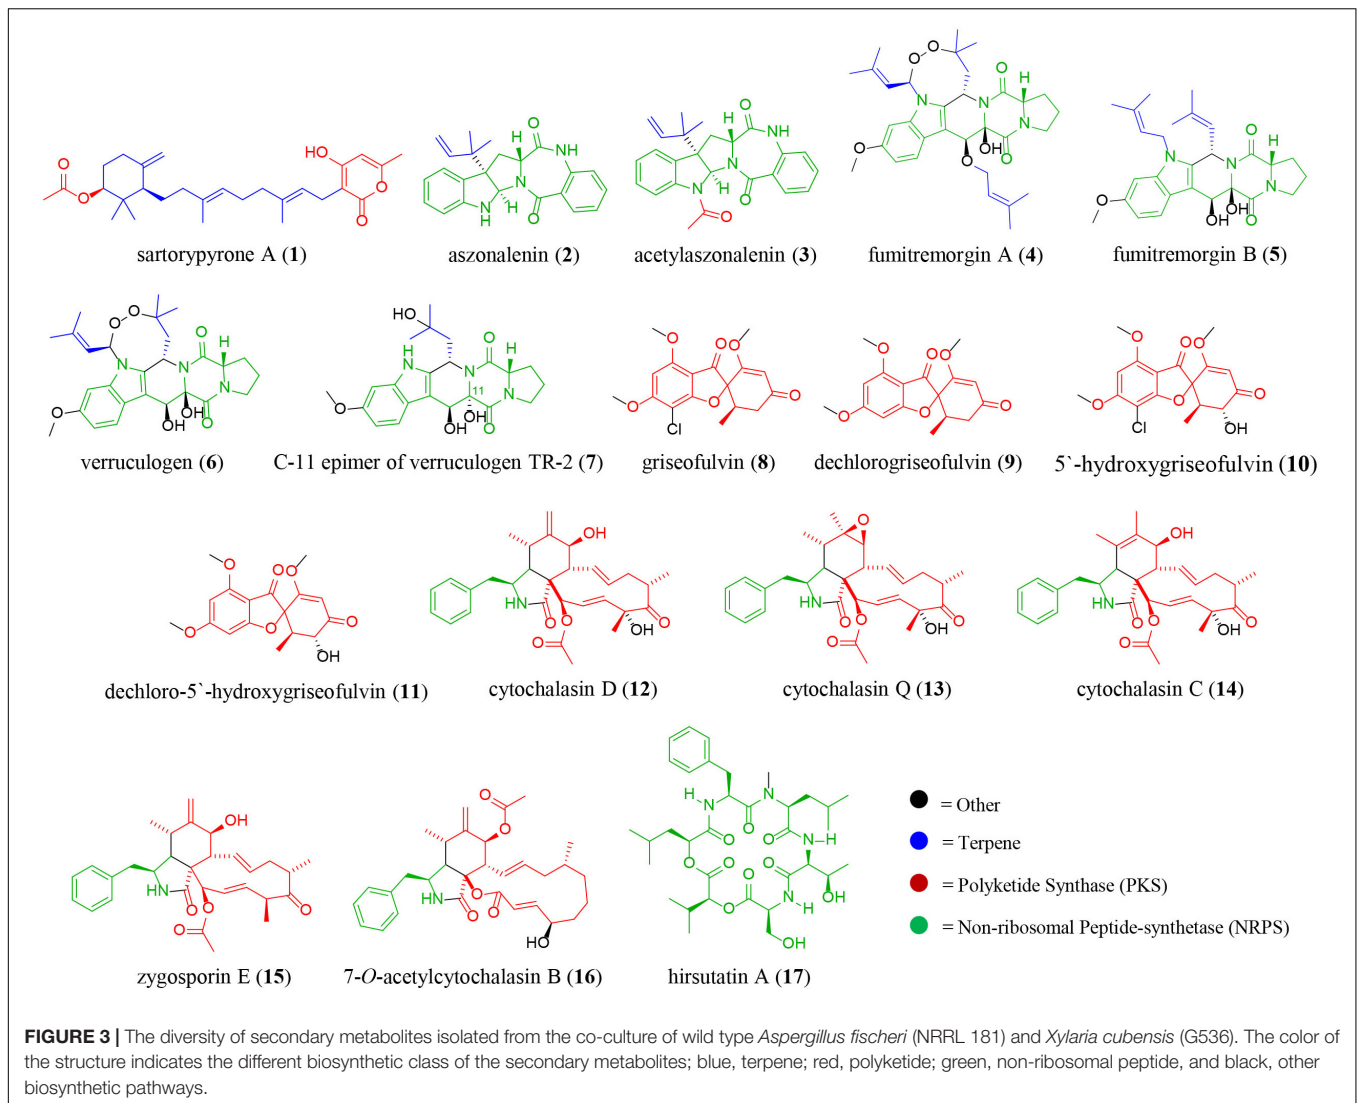 sartorypyrone A (1)
aszonalenin (2)
acetylaszonalenin (3)
fumitremorgin A (4)
fumitremorgin B (5)
verruculogen (6)
C-11 epimer of verruculogen TR-2 (7)
griseofulvin (8)
dechlorogriseofulvin (9)
5`-hydroxygriseofulvin (10)
dechloro-5`-hydroxygriseofulvin (11)
cytochalasin D (12)
cytochalasin Q (13)
cytochalasin C (14)
zygosporin E (15)
7-O-acetylcytochalasin B (16)
hirsutatin A (17)
= Other
= Terpene
= Polyketide Synthase (PKS)
= Non-ribosomal Peptide-synthetase (NRPS)
FIGURE 3 | The diversity of secondary metabolites isolated from the co-culture of wild type Aspergillus fischeri (NRRL 181) and Xylaria cubensis (G536). The color of
the structure indicates the different biosynthetic class of the secondary metabolites; blue, terpene; red, polyketide; green, non-ribosomal peptide, and black, other
biosynthetic pathways.